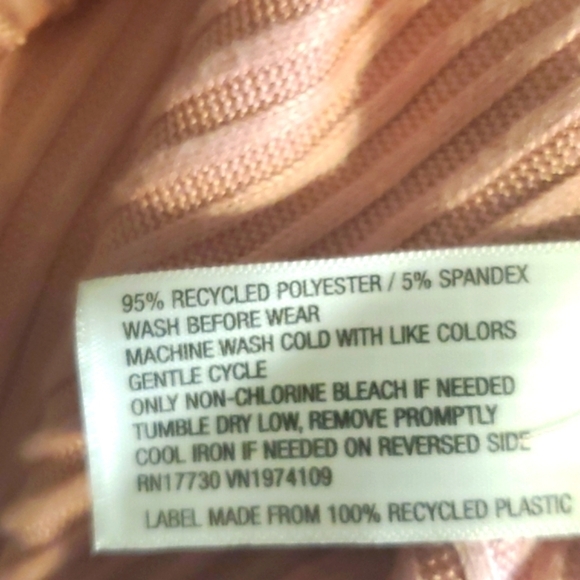 95% RECYCLED POLYESTER / 5% SPANDEX
WASH BEFORE WEAR
MACHINE WASH COLD WITH LIKE COLORS
GENTLE CYCLE
ONLY NON-CHLORINE BLEACH IF NEEDED
TUMBLE DRY LOW, REMOVE PROMPTLY
COOL IRON IF NEEDED ON REVERSED SIDE
RN17730 VN1974109
LABEL MADE FROM 100% RECYCLED PLASTIC